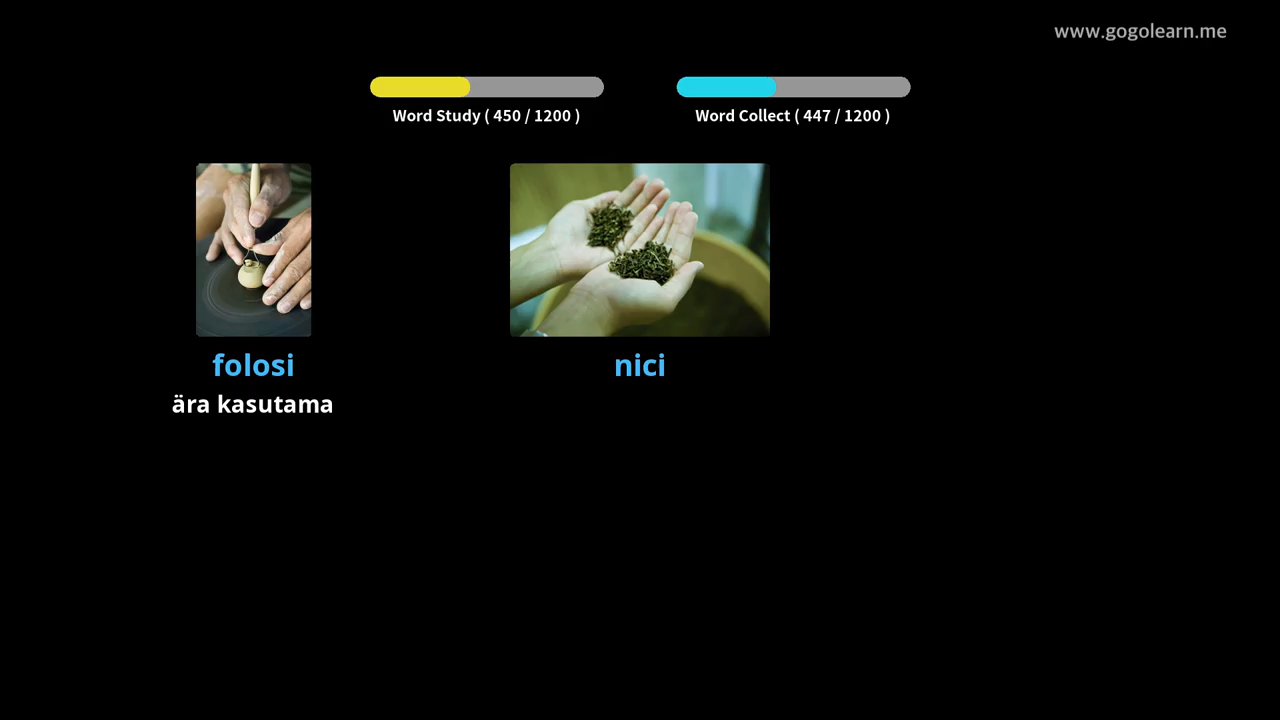 www.gogolearn.me
Word Study ( 450 / 1200 )
Word Collect ( 447 / 1200 )
folosi
ära kasutama
nici